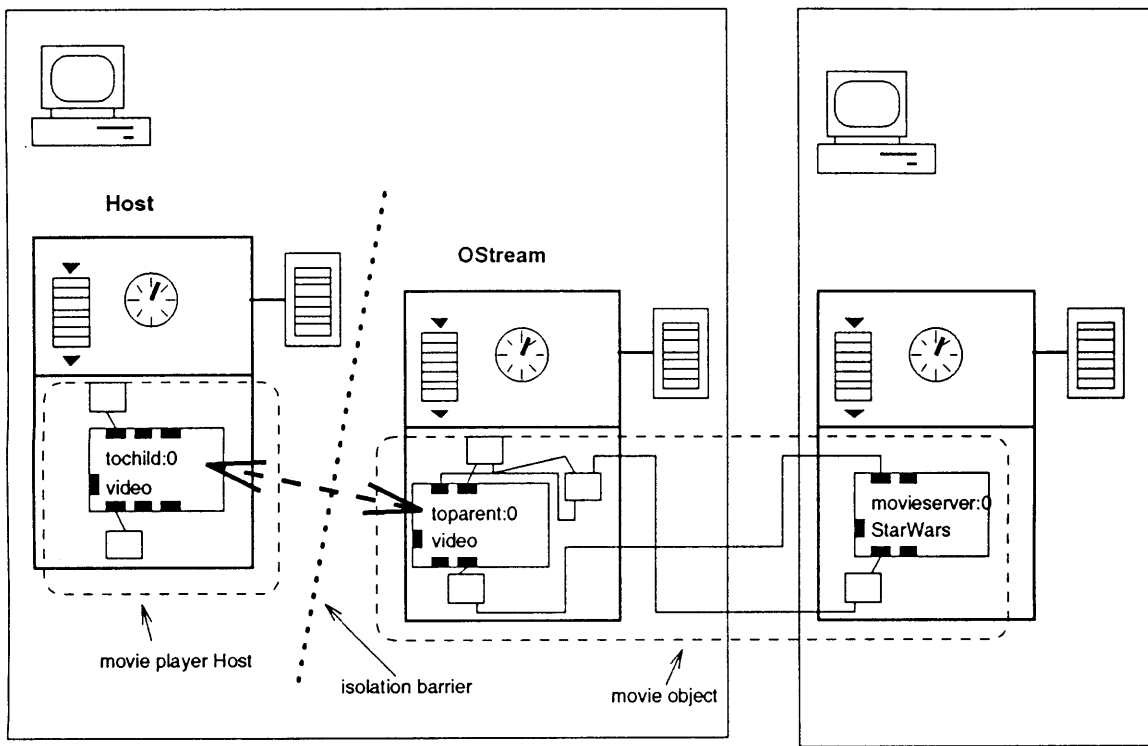 Host
OStream
tochild:0
video
toparent:0
video
movieserver:0
StarWars
movie player Host
isolation barrier
movie object